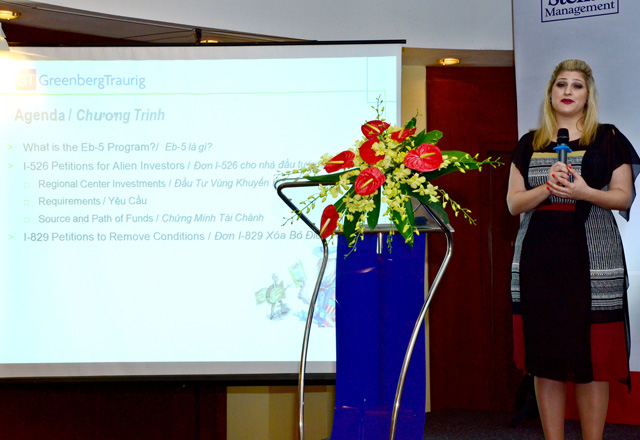 GT GreenbergTraurig
Management
Agenda / Chương Trình
What is the Eb-5 Program?/ Eb-5 là gì?
I-526 Petitions for Alien Investors / Đơn I-526 cho nhà đầu
Regional Center Investments / Đầu Tư Vùng Khuyến
Requirements / Yêu Cầu
Source and Path of Funds / Chứng Minh Tài Chánh
I-829 Petitions to Remove Conditions / Đơn I-829 Xóa Bỏ